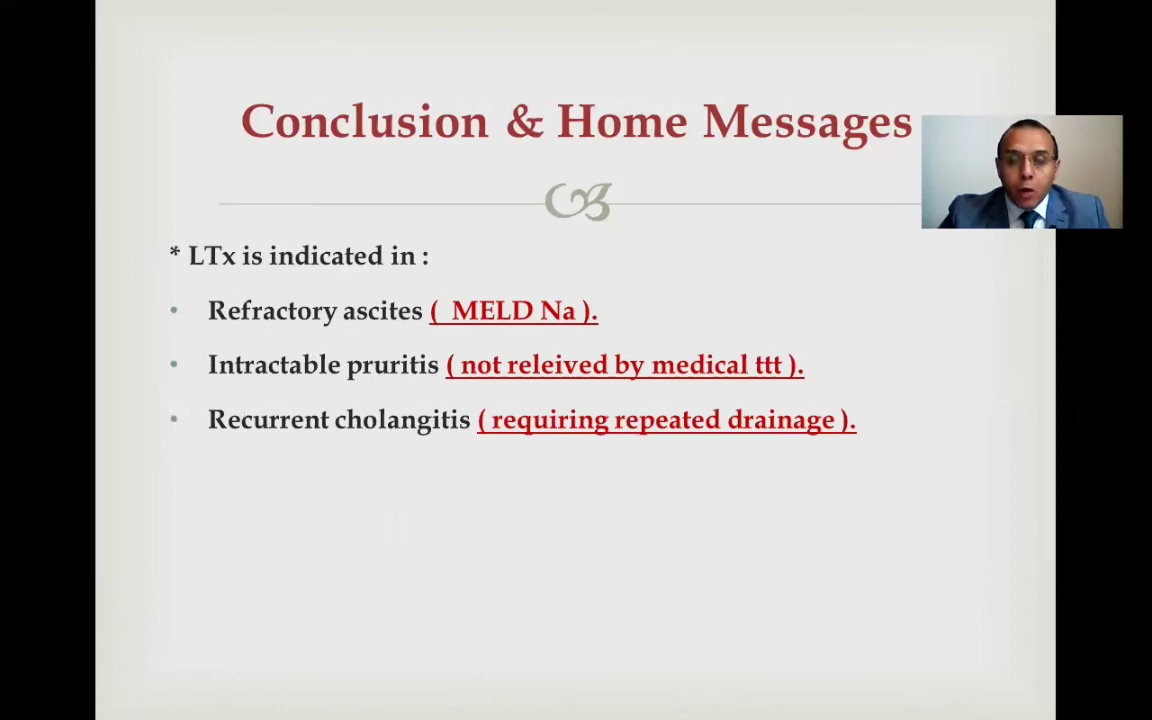 Conclusion & Home Messages
* LTx is indicated in :
• Refractory ascites ( MELD Na ).
• Intractable pruritis ( not releived by medical ttt ).
• Recurrent cholangitis ( requiring repeated drainage ).